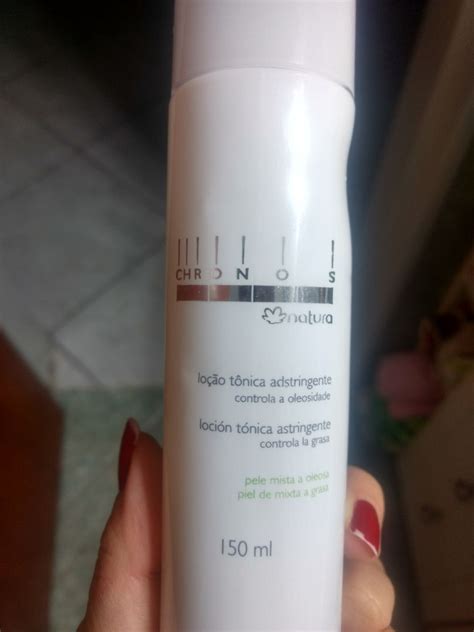 CHRONOS
natura
loção tônica adstringente
controla a oleosidade
loción tónica astringente
controla la grasa
pele mista a oleosa
piel de mixta a grasa
150 ml